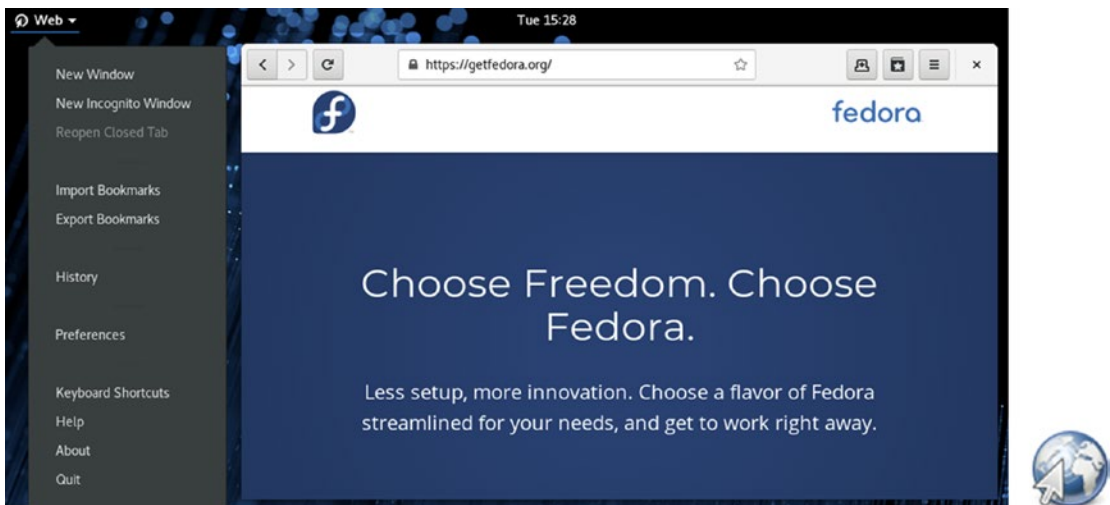 Web
Tue 15:28
New Window
New Incognito Window
Reopen Closed Tab
Import Bookmarks
Export Bookmarks
History
Preferences
Keyboard Shortcuts
Help
About
Quit
https://getfedora.org/
fedora
Choose Freedom. Choose
Fedora.
Less setup, more innovation. Choose a flavor of Fedora
streamlined for your needs, and get to work right away.